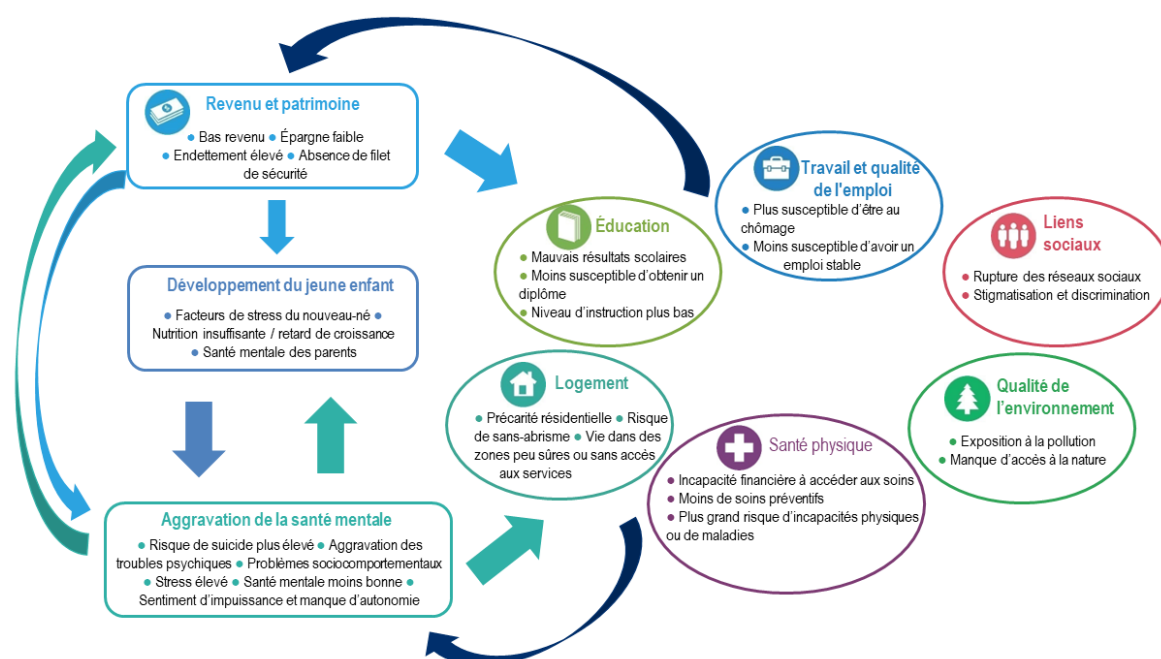 Revenu et patrimoine
● Bas revenu ● Épargne faible
● Endettement élevé ● Absence de filet
de sécurité
Développement du jeune enfant
● Facteurs de stress du nouveau-né ●
Nutrition insuffisante / retard de croissance
● Santé mentale des parents
Aggravation de la santé mentale
● Risque de suicide plus élevé ● Aggravation des
troubles psychiques ● Problèmes sociocomportementaux
● Stress élevé ● Santé mentale moins bonne ●
Sentiment d'impuissance et manque d'autonomie
Éducation
● Mauvais résultats scolaires
● Moins susceptible d'obtenir un
diplôme
● Niveau d'instruction plus bas
Travail et qualité
de l'emploi
● Plus susceptible d'être au
chômage
● Moins susceptible d'avoir un
emploi stable
Liens
sociaux
● Rupture des réseaux sociaux
● Stigmatisation et discrimination
Logement
● Précarité résidentielle ● Risque
de sans-abrisme ● Vie dans des
zones peu sûres ou sans accès
aux services
Santé physique
● Incapacité financière à accéder aux soins
● Moins de soins préventifs
● Plus grand risque d'incapacités physiques
ou de maladies
Qualité de
l'environnement
● Exposition à la pollution
● Manque d'accès à la nature